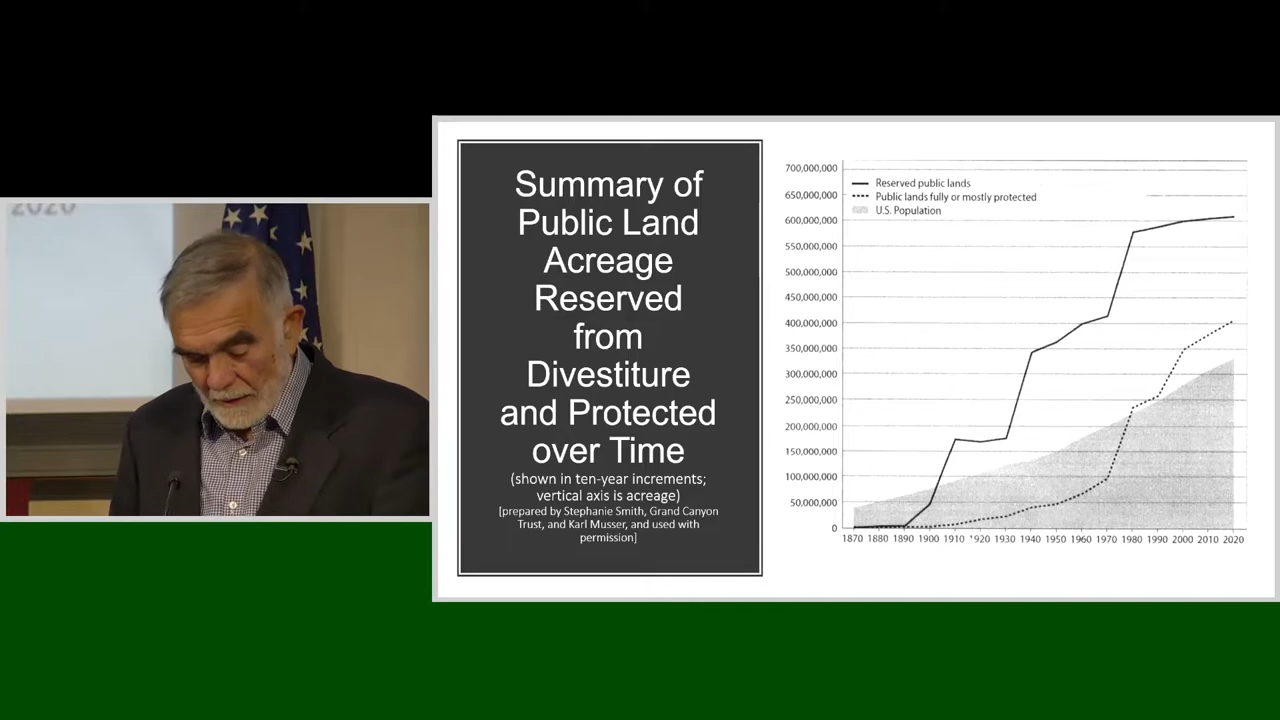 2020
Summary of
Public Land
Acreage
Reserved
from
Divestiture
and Protected
over Time
(shown in ten-year increments;
vertical axis is acreage)
[prepared by Stephanie Smith, Grand Canyon
Trust, and Karl Musser, and used with
permission]
Reserved public lands
Public lands fully or mostly protected
U.S. Population
700,000,000
650,000,000
600,000,000
550,000,000
500,000,000
450,000,000
400,000,000
350,000,000
300,000,000
250,000,000
200,000,000
150,000,000
100,000,000
50,000,000
0
1870 1880 1890 1900 1910 1920 1930 1940 1950 1960 1970 1980 1990 2000 2010 2020